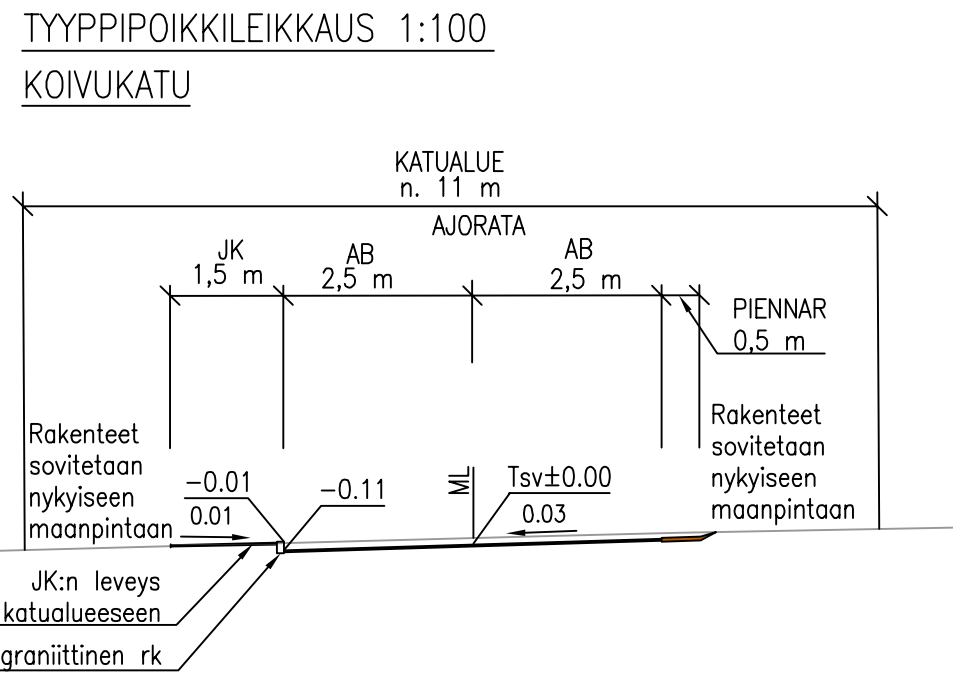 TYYPPIPOIKKILEIKKAUS 1:100
KOIVUKATU
KATUALUE
n. 11 m
AJORATA
JK
1,5 m
AB
2,5 m
AB
2,5 m
PIENNAR
0,5 m
Rakenteet
sovitetaan
nykyiseen
maanpintaan
-0.01
0.01
-0.11
ML
Tsv±0.00
0.03
Rakenteet
sovitetaan
nykyiseen
maanpintaan
JK:n leveys
katualueeseen
graniittinen rk